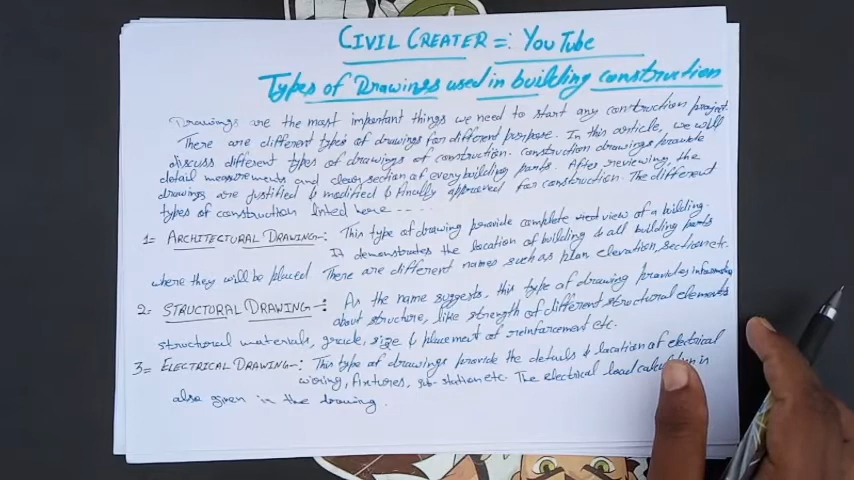 CIVIL CREATER =: YouTube
Types of Drawings used in building construction
Drawings are the most important things we need to start any construction project.
There are different types of drawings for different purpose. In this article, we will
discuss different types of drawings of construction. construction drawings provide
detail measurements and clear section of every building parts. After reviewing, the
drawings are justified & modified & finally approved for construction. The different
types of construction listed here ----
1= ARCHITECTURAL DRAWING-: This type of drawing provide complete view of a building.
It demonstrates the location of building & all building parts
where they will be placed There are different names such as plan elevation, section etc.
2- STRUCTURAL DRAWING-: As the name suggests, this type of drawing provides information
about structure, like strength of different structural elements
structural materials, grade, size & placement of reinforcement etc.
3= ELECTRICAL DRAWING-: This type of drawings provide the details & location of electrical
wiring, fixtures, sub-station etc. The electrical load calculation is
also given in the drawing.